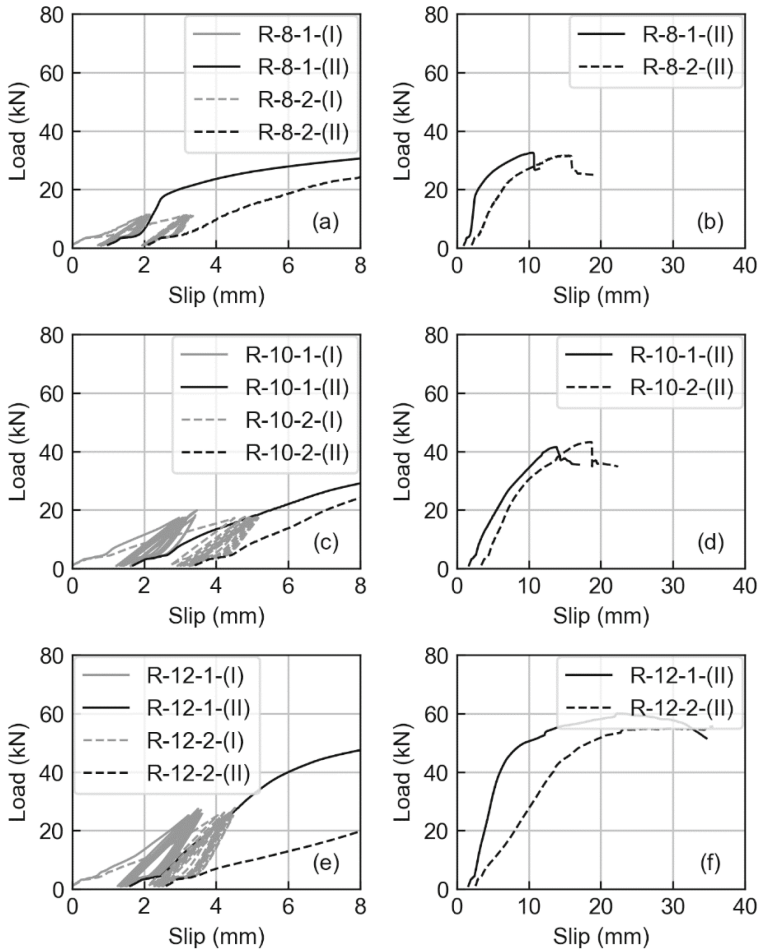 80
60
40
20
0
Load (kN)
R-8-1-(I)
R-8-1-(II)
R-8-2-(I)
R-8-2-(II)
(a)
0 2 4 6 8
Slip (mm)
80
60
40
20
0
Load (kN)
R-8-1-(II)
R-8-2-(II)
(b)
0 10 20 30 40
Slip (mm)
80
60
40
20
0
Load (kN)
R-10-1-(I)
R-10-1-(II)
R-10-2-(I)
R-10-2-(II)
(c)
0 2 4 6 8
Slip (mm)
80
60
40
20
0
Load (kN)
R-10-1-(II)
R-10-2-(II)
(d)
0 10 20 30 40
Slip (mm)
80
60
40
20
0
Load (kN)
R-12-1-(I)
R-12-1-(II)
R-12-2-(I)
R-12-2-(II)
(e)
0 2 4 6 8
Slip (mm)
80
60
40
20
0
Load (kN)
R-12-1-(II)
R-12-2-(II)
(f)
0 10 20 30 40
Slip (mm)